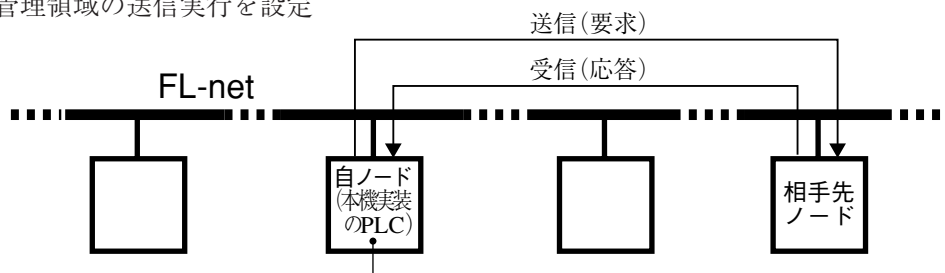 管理領域の送信実行を設定
送信(要求)
受信(応答)
FL-net
自ノード
(本機実装
のPLC)
相手先
ノード